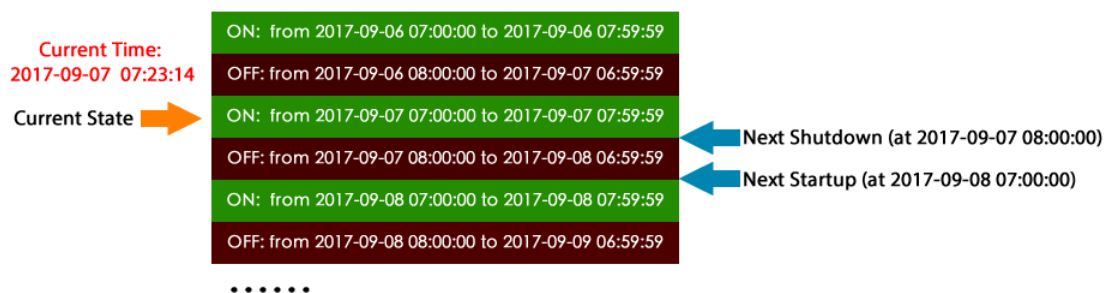 Current Time:
2017-09-07 07:23:14
Current State
ON: from 2017-09-06 07:00:00 to 2017-09-06 07:59:59
OFF: from 2017-09-06 08:00:00 to 2017-09-07 06:59:59
ON: from 2017-09-07 07:00:00 to 2017-09-07 07:59:59
OFF: from 2017-09-07 08:00:00 to 2017-09-08 06:59:59
ON: from 2017-09-08 07:00:00 to 2017-09-08 07:59:59
OFF: from 2017-09-08 08:00:00 to 2017-09-09 06:59:59
......
Next Shutdown (at 2017-09-07 08:00:00)
Next Startup (at 2017-09-08 07:00:00)